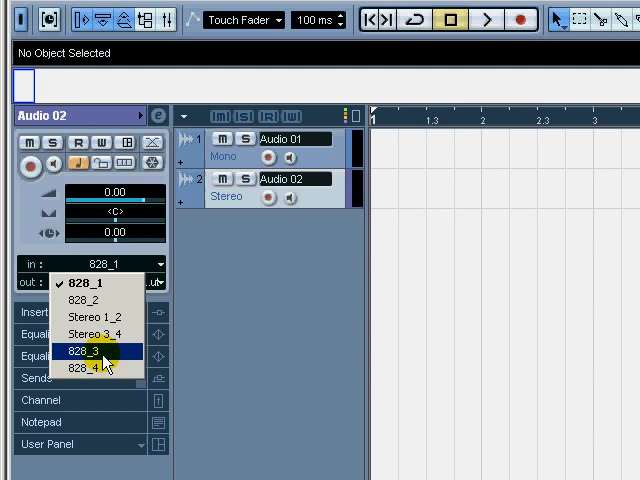 Touch Fader 100 ms
No Object Selected
Audio 02 e
M S R W
0.00
<C>
0.00
in : 828_1
out :
✓ 828_1
828_2
Stereo 1_2
Stereo 3_4
828_3
828_4
Insert
Equali
Equali
Sends
Channel
Notepad
User Panel
M S R W
1 M S Audio 01
Mono
2 M S Audio 02
Stereo
1 1.3 2 2.3 3